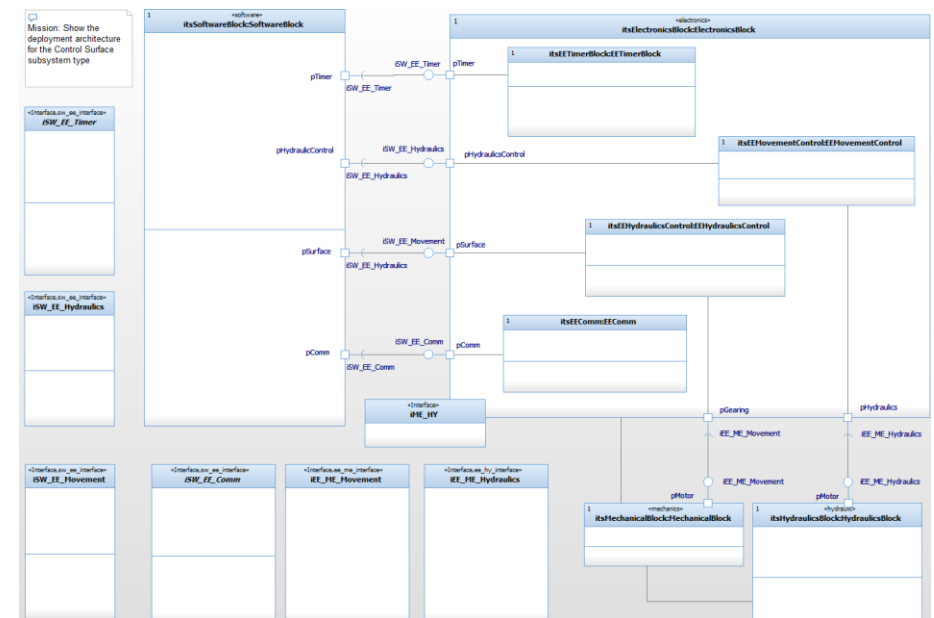 Mission: Show the
deployment architecture
for the Control Surface
subsystem type
1
«software»
itsSoftwareBlock:SoftwareBlock
1
«electronics»
itsElectronicsBlock:ElectronicsBlock
1
itsEETimerBlock:EETimerBlock
pTimer
iSW_EE_Timer
pTimer
iSW_EE_Timer
«Interface,sw_ee_interface»
iSW_EE_Timer
1
itsEEMovementControl:EEMovementControl
pHydraulicControl
iSW_EE_Hydraulics
pHydraulicsControl
iSW_EE_Hydraulics
1
itsEEHydraulicsControl:EEHydraulicsControl
pSurface
iSW_EE_Movement
pSurface
iSW_EE_Hydraulics
«Interface,sw_ee_interface»
iSW_EE_Hydraulics
1
itsEEComm:EEComm
pComm
iSW_EE_Comm
pComm
iSW_EE_Comm
«Interface»
iME_HY
pGearing
pHydraulics
iEE_ME_Movement
iEE_ME_Hydraulics
«Interface,sw_ee_interface»
iSW_EE_Movement
«Interface,sw_ee_interface»
iSW_EE_Comm
«Interface,ee_me_interface»
iEE_ME_Movement
«Interface,ee_hy_interface»
iEE_ME_Hydraulics
iEE_ME_Movement
iEE_ME_Hydraulics
pMotor
pMotor
1
«mechanics»
itsMechanicalBlock:MechanicalBlock
1
«hydraulic»
itsHydraulicsBlock:HydraulicsBlock